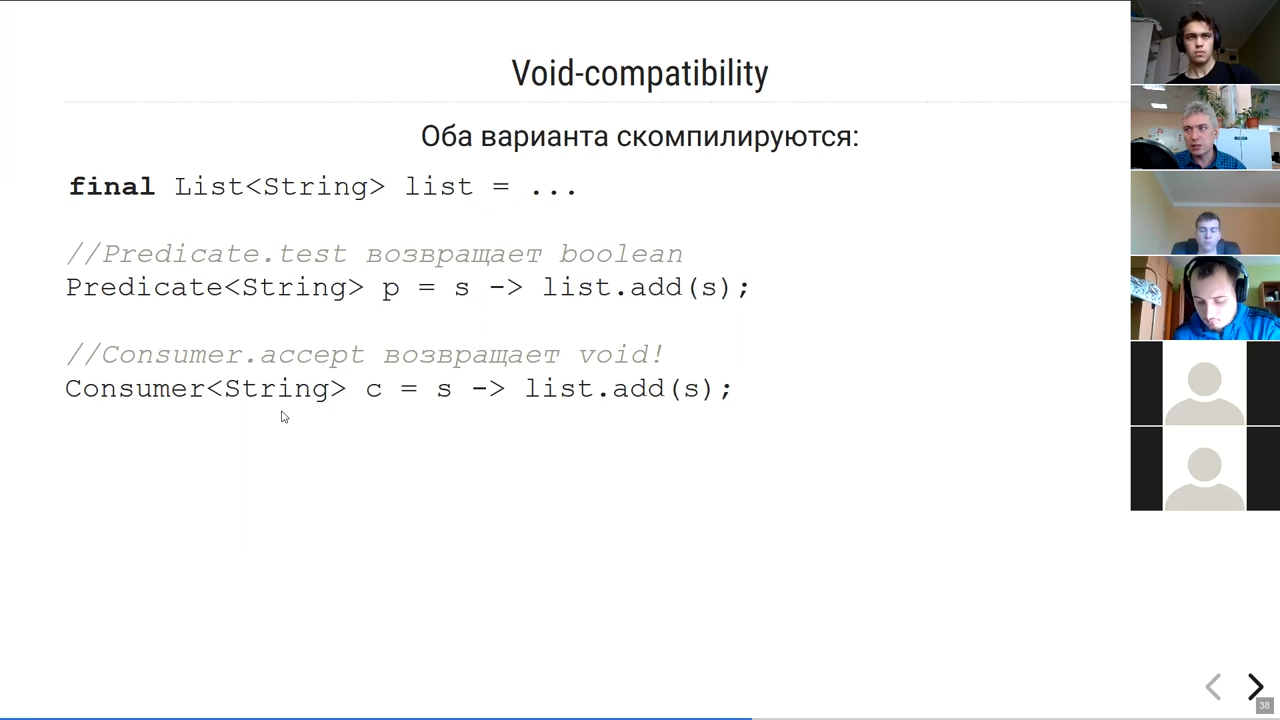 Void-compatibility
Оба варианта скомпилируются:
final List<String> list = ...
//Predicate.test возвращает boolean
Predicate<String> p = s -> list.add(s);
//Consumer.accept возвращает void!
Consumer<String> c = s -> list.add(s);
38